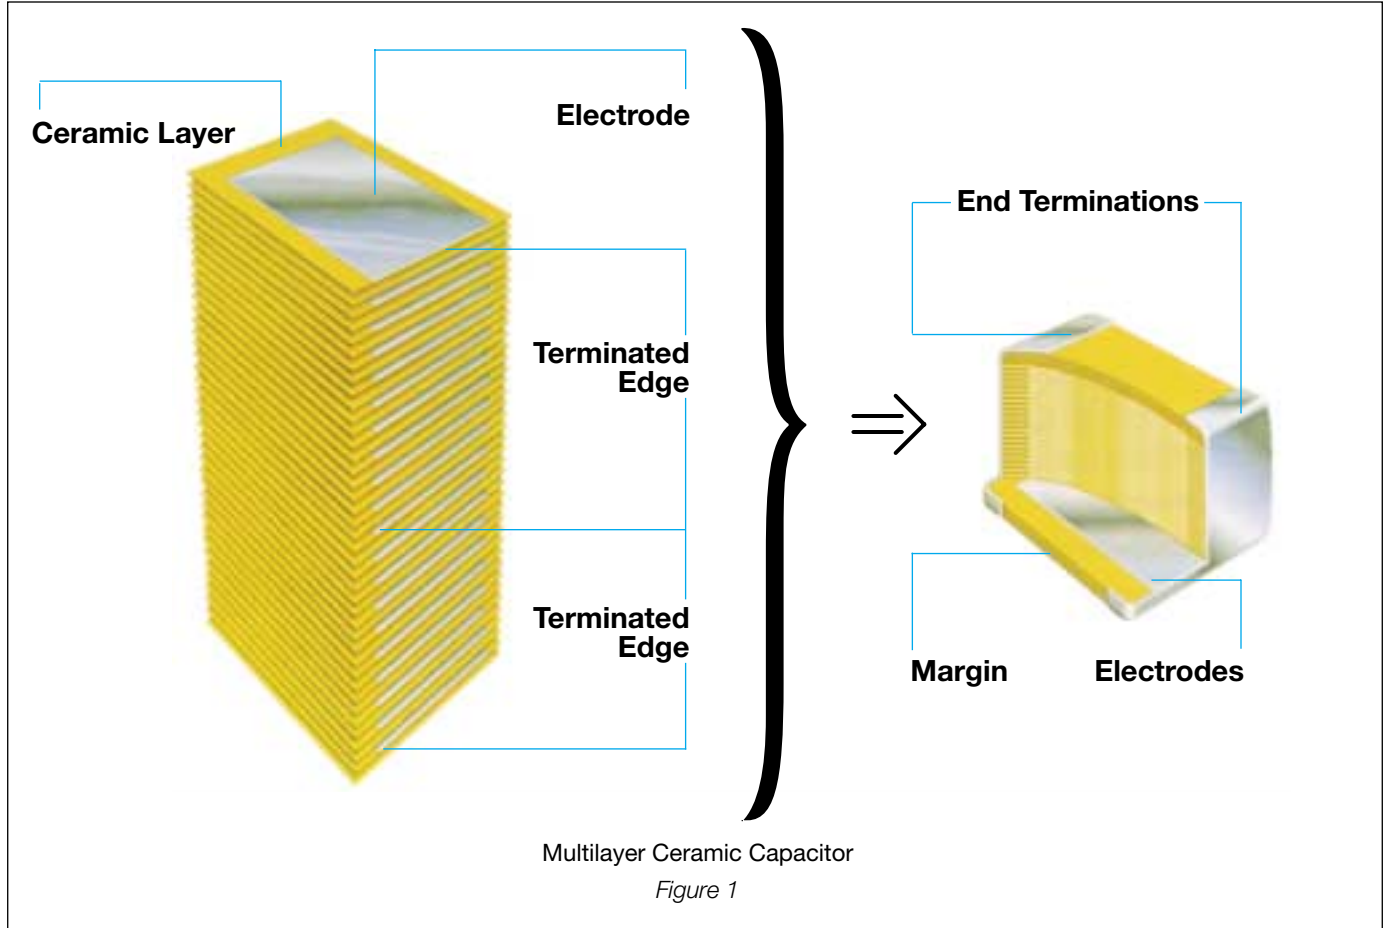 Ceramic Layer
Electrode
Terminated
Edge
Terminated
Edge
End Terminations
Margin
Electrodes
Multilayer Ceramic Capacitor
Figure 1